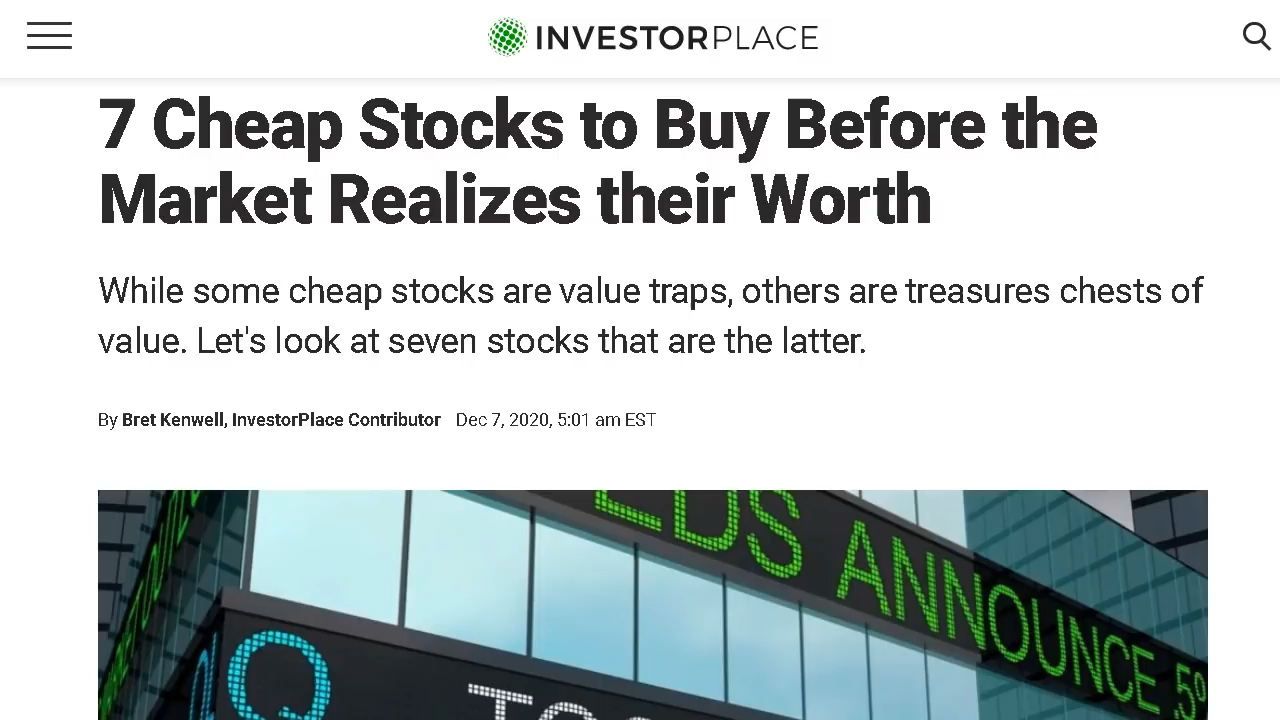 INVESTORPLACE
7 Cheap Stocks to Buy Before the
Market Realizes their Worth
While some cheap stocks are value traps, others are treasures chests of
value. Let's look at seven stocks that are the latter.
By Bret Kenwell, InvestorPlace Contributor Dec 7, 2020, 5:01 am EST
EDS ANNOUNCE .5
Q